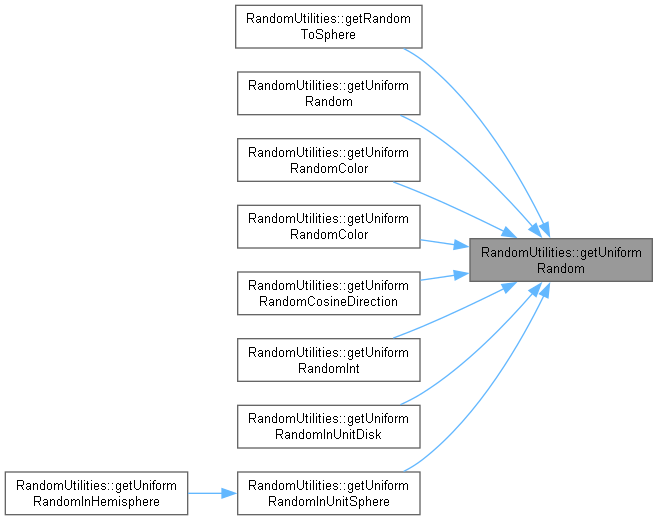 RandomUtilities::getRandom
ToSphere
RandomUtilities::getUniform
Random
RandomUtilities::getUniform
RandomColor
RandomUtilities::getUniform
RandomColor
RandomUtilities::getUniform
Random
RandomUtilities::getUniform
RandomCosineDirection
RandomUtilities::getUniform
RandomInt
RandomUtilities::getUniform
RandomInUnitDisk
RandomUtilities::getUniform
RandomInHemisphere
RandomUtilities::getUniform
RandomInUnitSphere